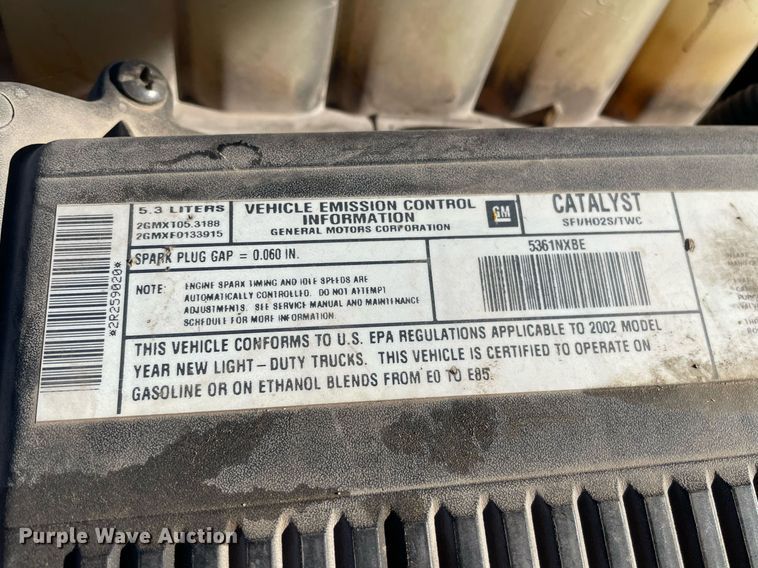 5.3 LITERS
2GMXT05.3188
2GMXF0133915
VEHICLE EMISSION CONTROL
INFORMATION
GENERAL MOTORS CORPORATION
GM
CATALYST
SFI/HO2S/TWC
SPARK PLUG GAP = 0.060 IN.
5361NXBE
NOTE: ENGINE SPARK TIMING AND IDLE SPEEDS ARE
AUTOMATICALLY CONTROLLED. DO NOT ATTEMPT
ADJUSTMENTS. SEE SERVICE MANUAL AND MAINTENANCE
SCHEDULE FOR MORE INFORMATION.
*2R259020*
THIS VEHICLE CONFORMS TO U.S. EPA REGULATIONS APPLICABLE TO 2002 MODEL
YEAR NEW LIGHT-DUTY TRUCKS. THIS VEHICLE IS CERTIFIED TO OPERATE ON
GASOLINE OR ON ETHANOL BLENDS FROM E0 TO E85.
Purple Wave Auction